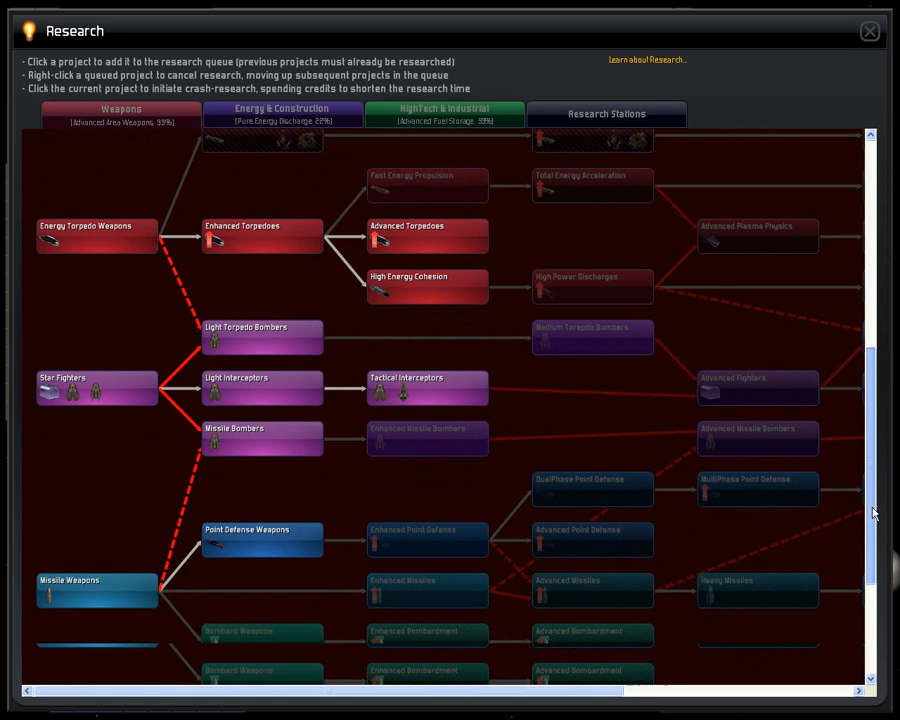 Research
- Click a project to add it to the research queue (previous projects must already be researched)
Learn about Research...
- Right-click a queued project to cancel research, moving up subsequent projects in the queue
- Click the current project to initiate crash-research, spending credits to shorten the research time
Weapons
Energy & Construction
HighTech & Industrial
Research Stations
[Advanced Area Weapons: 99%]
[Pure Energy Discharge: 22%]
[Advanced Fuel Storage: 99%]
Fast Energy Propulsion
Total Energy Acceleration
Energy Torpedo Weapons
Enhanced Torpedoes
Advanced Torpedoes
Advanced Plasma Physics
High Energy Cohesion
High Power Discharges
Light Torpedo Bombers
Medium Torpedo Bombers
Star Fighters
Light Interceptors
Tactical Interceptors
Advanced Fighters
Missile Bombers
Enhanced Missile Bombers
Advanced Missile Bombers
DualPhase Point Defense
MultiPhase Point Defense
Point Defense Weapons
Enhanced Point Defense
Advanced Point Defense
Missile Weapons
Enhanced Missiles
Advanced Missiles
Heavy Missiles
Bombard Weapons
Enhanced Bombardment
Advanced Bombardment
Bombard Weapons
Enhanced Bombardment
Advanced Bombardment